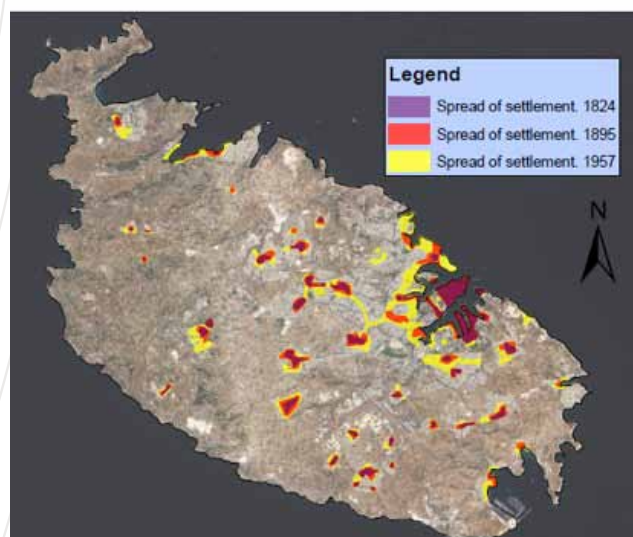 Legend
Spread of settlement. 1824
Spread of settlement. 1895
Spread of settlement. 1957
N